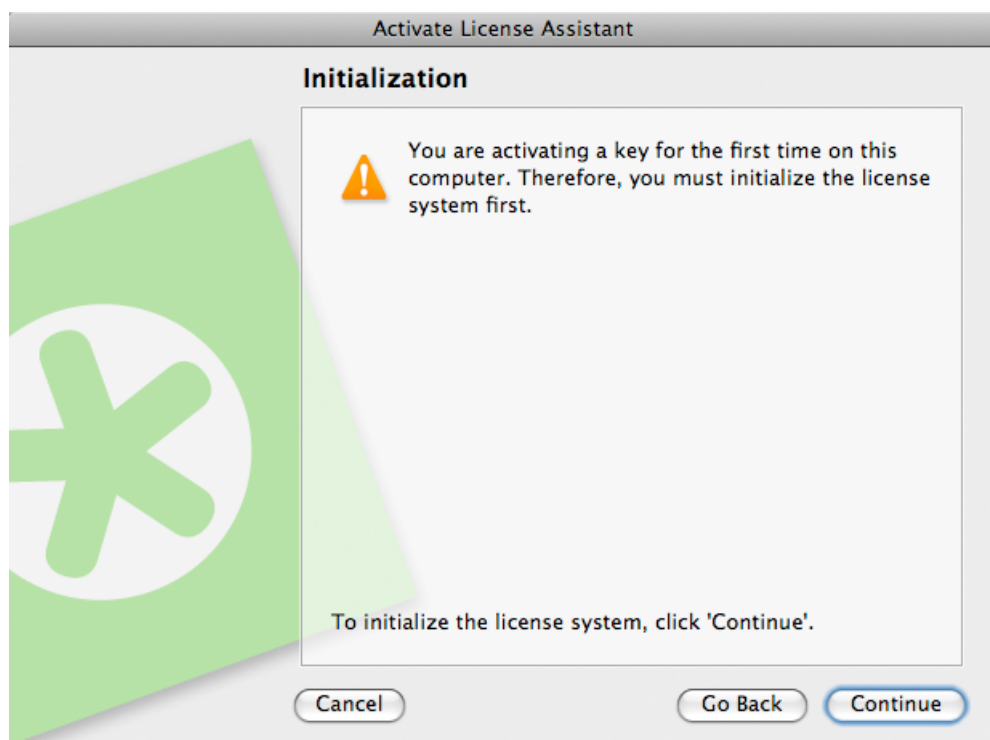 Activate License Assistant
Initialization
You are activating a key for the first time on this
computer. Therefore, you must initialize the license
system first.
To initialize the license system, click 'Continue'.
Cancel
Go Back
Continue